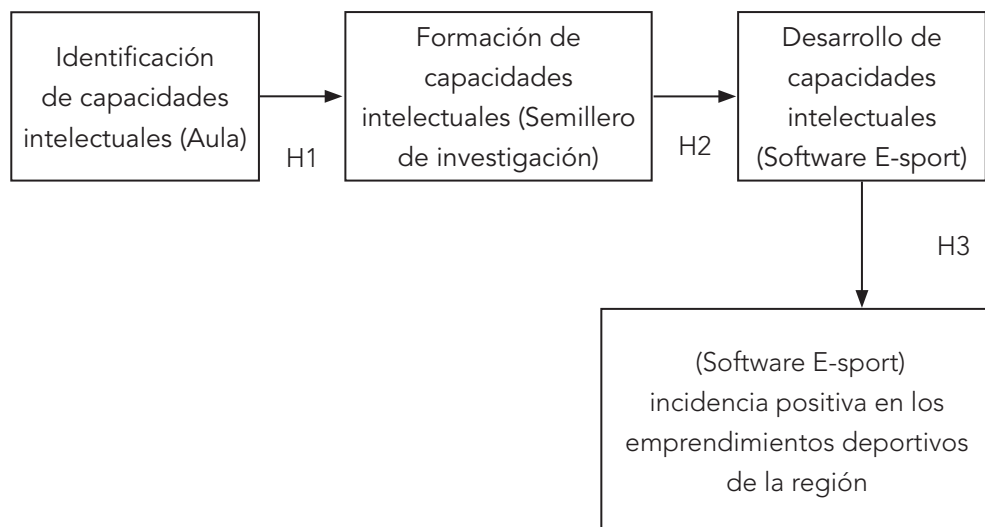 Identificación
de capacidades
intelectuales (Aula)
H1
Formación de
capacidades
intelectuales (Semillero
de investigación)
H2
Desarrollo de
capacidades
intelectuales
(Software E-sport)
H3
(Software E-sport)
incidencia positiva en los
emprendimientos deportivos
de la región